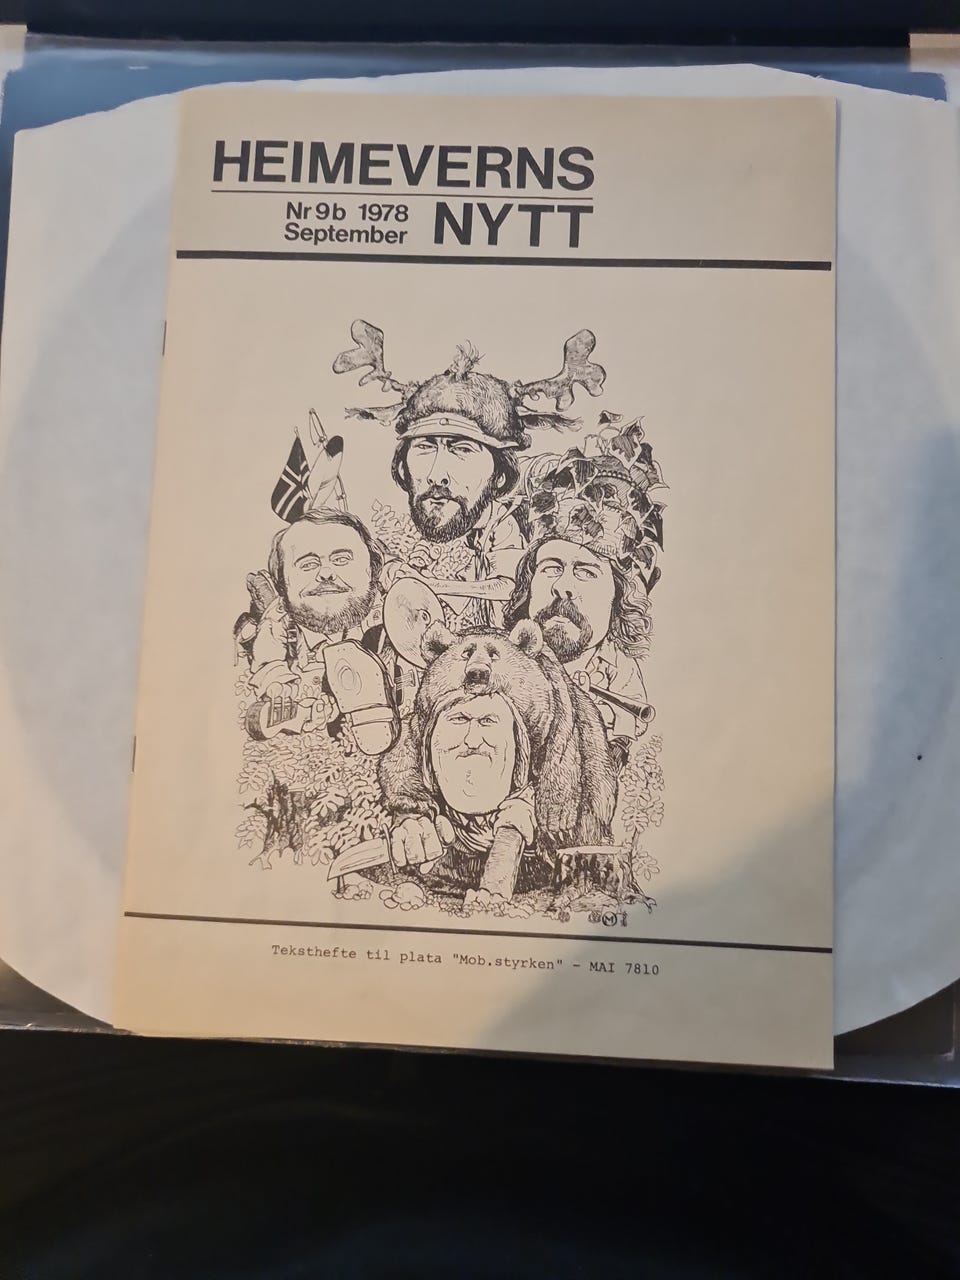 HEIMEVERNS
Nr 9b 1978
September
NYTT
Teksthefte til plata "Mob.styrken" - MAI 7810